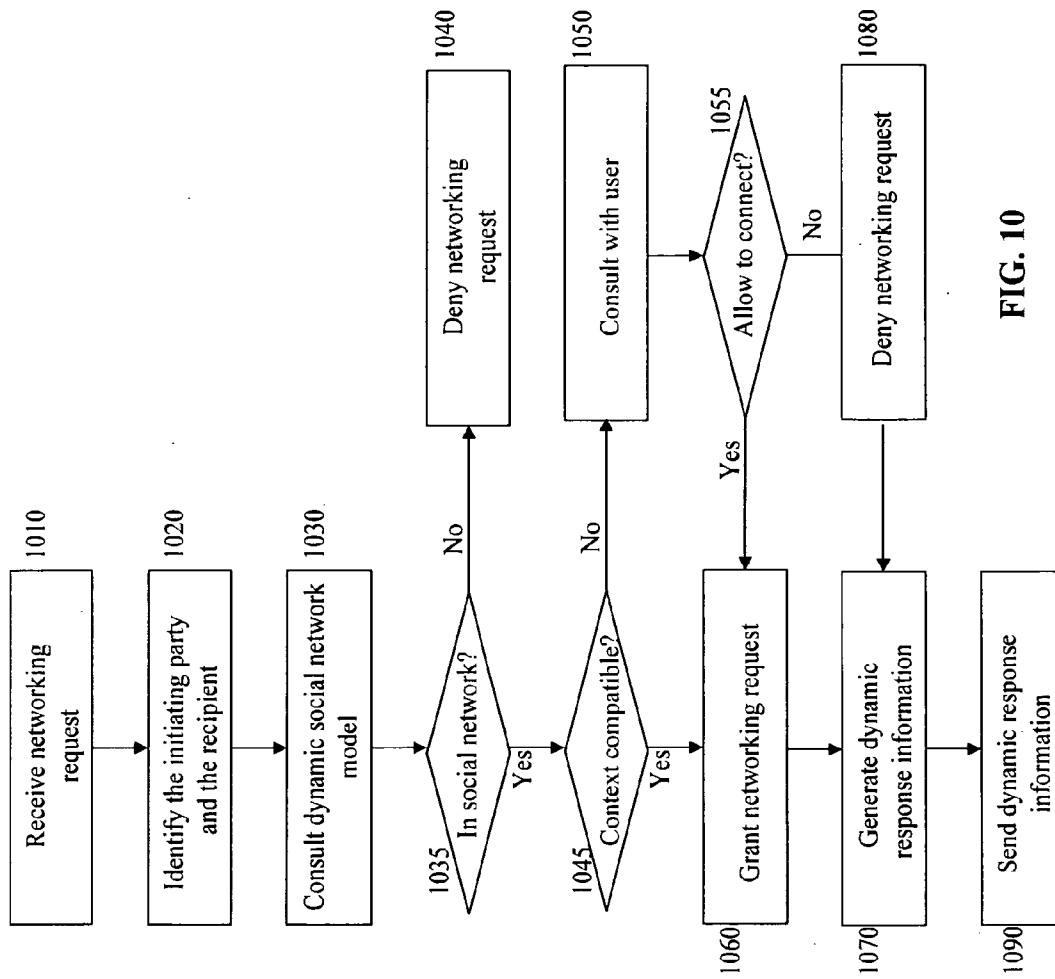 1010
Receive networking
request
1020
Identify the initiating party
and the recipient
1030
Consult dynamic social network
model
1035
In social network?
No
1040
Deny networking
request
Yes
1045
Context compatible?
No
1050
Consult with user
Yes
1055
Allow to connect?
Yes
No
1060
Grant networking request
1080
Deny networking request
1070
Generate dynamic
response information
1090
Send dynamic response
information
FIG. 10